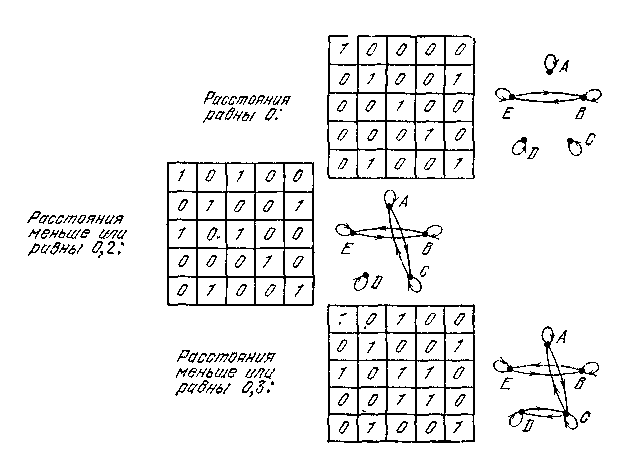 Расстояния
равны 0:
1 0 0 0 0
0 1 0 0 1
0 0 1 0 0
0 0 0 1 0
0 1 0 0 1
A
E B
D C
Расстояния
меньше или
равны 0,2:
1 0 1 0 0
0 1 0 0 1
1 0 1 0 0
0 0 0 1 0
0 1 0 0 1
A
E B
D C
Расстояния
меньше или
равны 0,3:
1 0 1 0 0
0 1 0 0 1
1 0 1 1 0
0 0 1 1 0
0 1 0 0 1
A
E B
D C